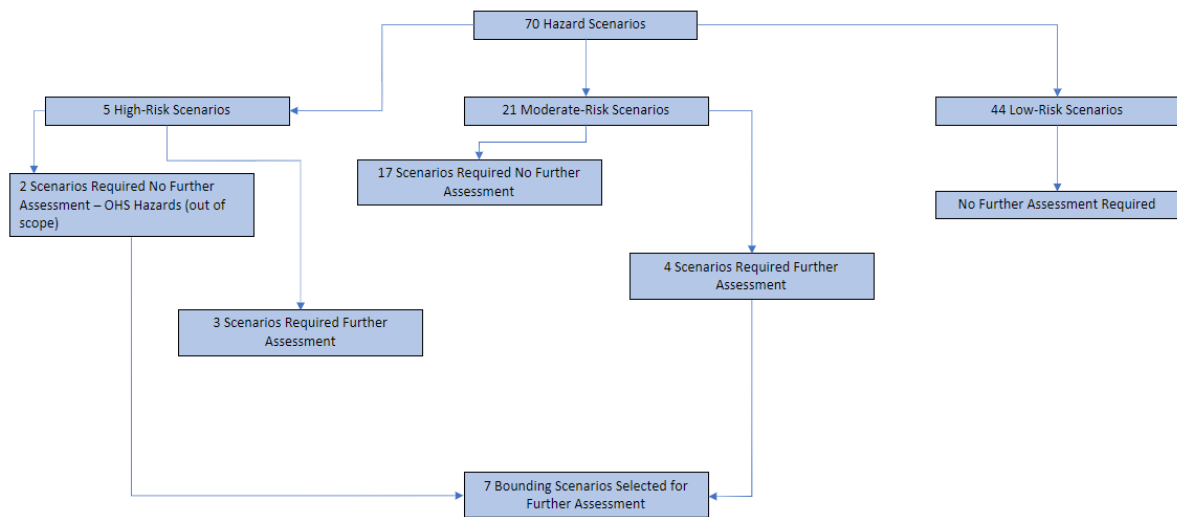 70 Hazard Scenarios
5 High-Risk Scenarios
21 Moderate-Risk Scenarios
44 Low-Risk Scenarios
2 Scenarios Required No Further
Assessment – OHS Hazards (out of
scope)
17 Scenarios Required No Further
Assessment
No Further Assessment Required
4 Scenarios Required Further
Assessment
3 Scenarios Required Further
Assessment
7 Bounding Scenarios Selected for
Further Assessment